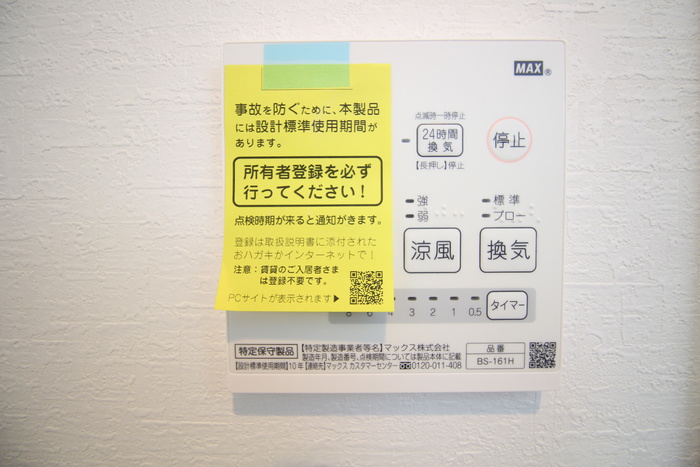 MAX®
事故を防ぐために、本製品
には設計標準使用期間が
あります。
所有者登録を必ず
行ってください！
点検時期が来ると通知がきます。
登録は取扱説明書に添付された
おハガキかインターネットで！
注意：賃貸のご入居者さま
は登録不要です。
PCサイトが表示されます▶
点滅時一時停止
24時間
換気
【長押し】停止
停止
強
弱
涼風
標準
ブロー
換気
8 6 4 3 2 1 0.5
タイマー
特定保守製品
【特定製造事業者等名】マックス株式会社
製造年月、製造番号、点検期間については製品本体に記載
【設計標準使用期間】10年【連絡先】マックス カスタマーセンター 0120-011-408
品番
BS-161H